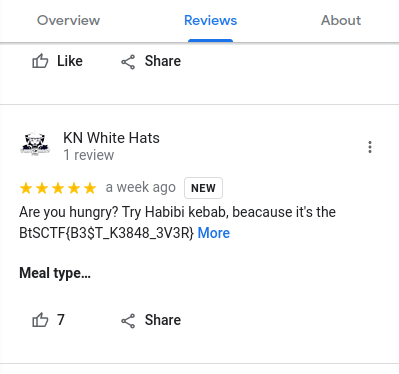 Overview Reviews About
Like Share
KN White Hats
1 review
a week ago NEW
Are you hungry? Try Habibi kebab, beacause it's the
BtSCTF{B3$T_K3848_3V3R} More
Meal type…
7 Share